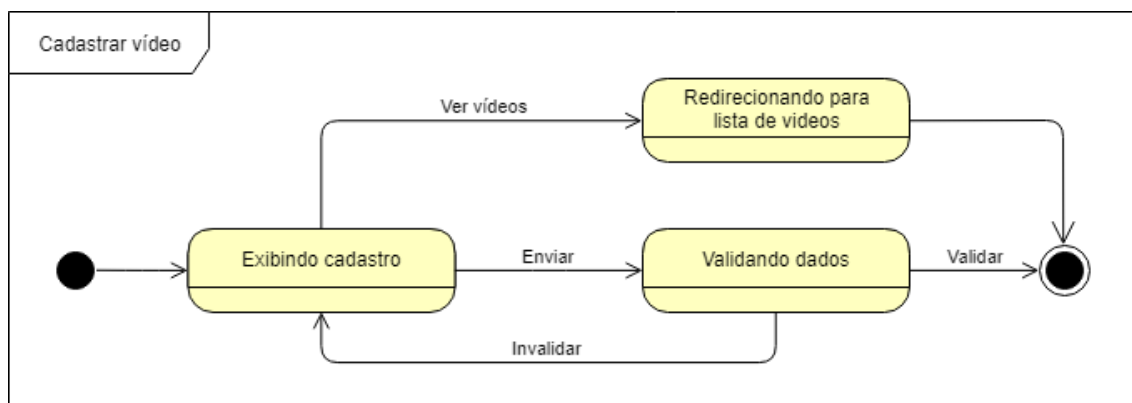 Cadastrar vídeo
Ver vídeos
Redirecionando para
lista de videos
Exibindo cadastro
Enviar
Validando dados
Validar
Invalidar